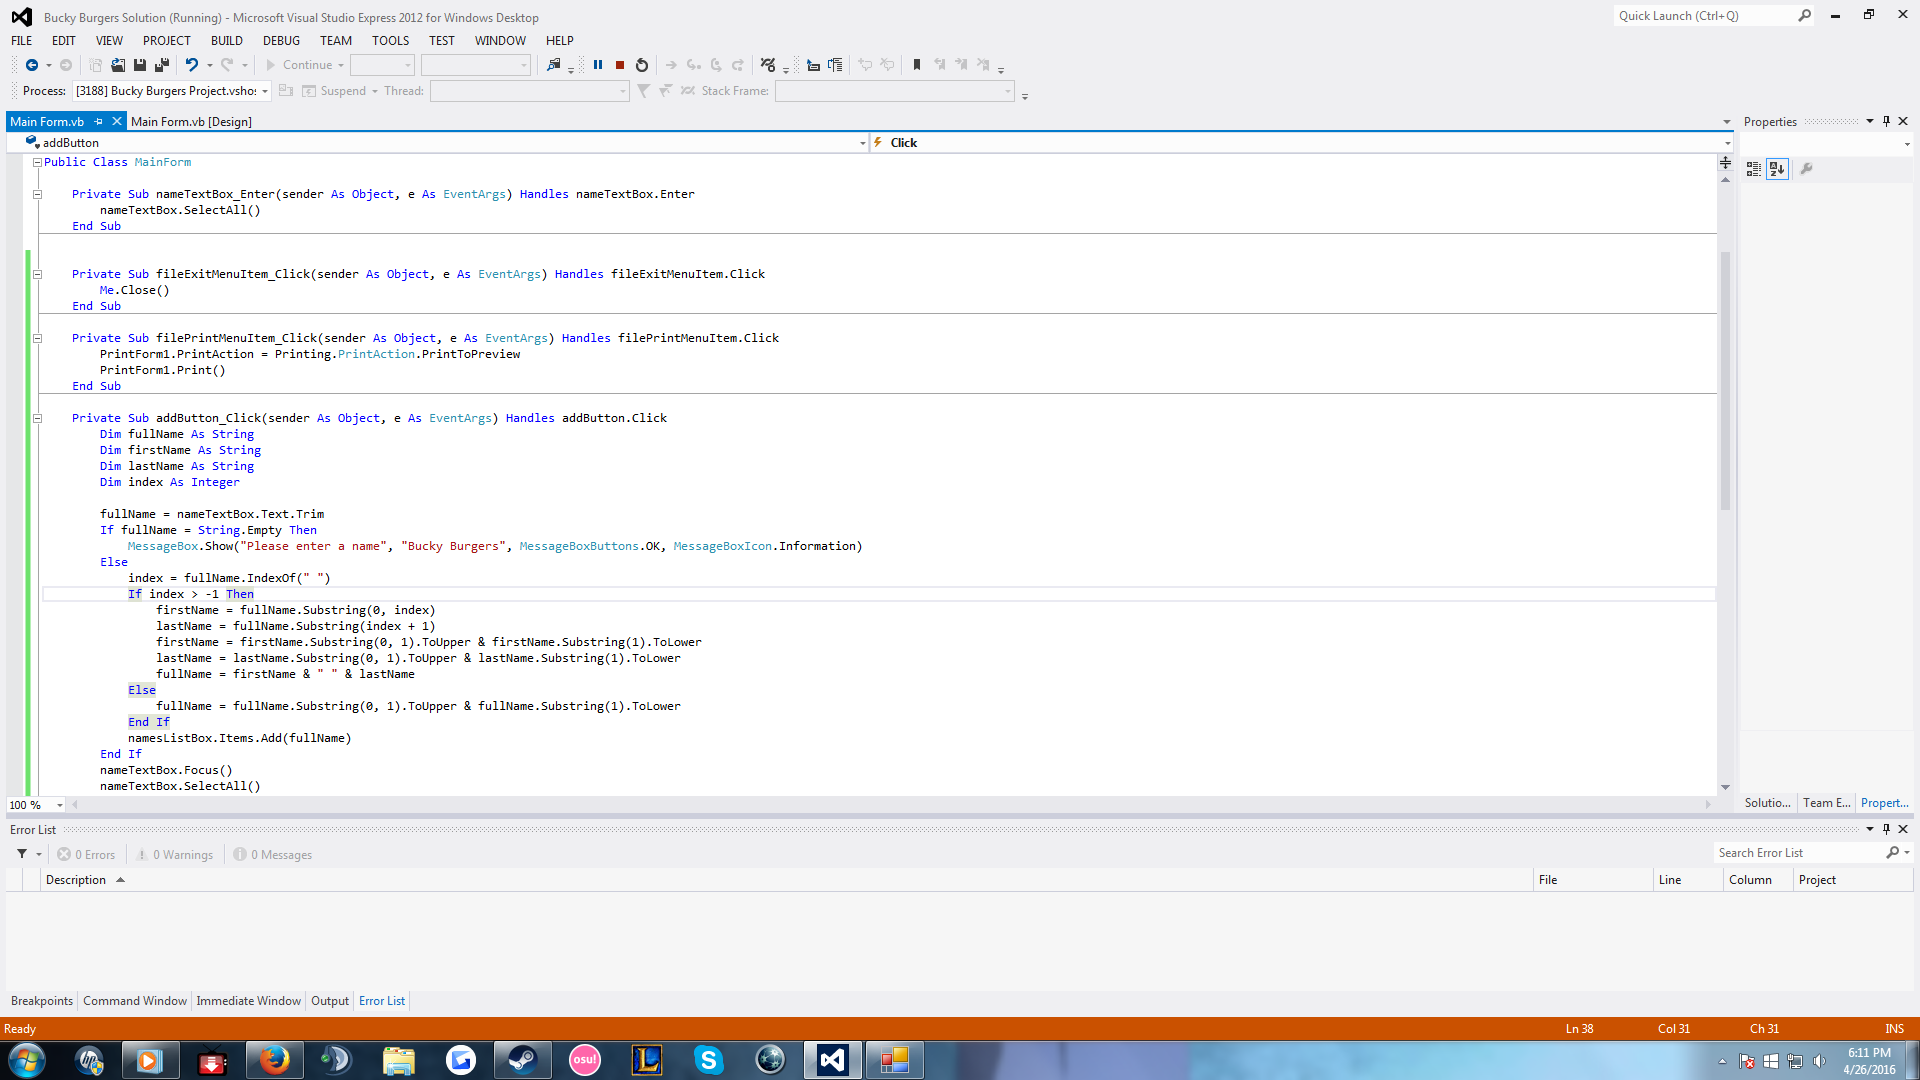 Bucky Burgers Solution (Running) - Microsoft Visual Studio Express 2012 for Windows Desktop
Quick Launch (Ctrl+Q)
FILE EDIT VIEW PROJECT BUILD DEBUG TEAM TOOLS TEST WINDOW HELP
Continue
Process: [3188] Bucky Burgers Project.vshos Suspend Thread: Stack Frame:
Main Form.vb Main Form.vb [Design]
Properties
addButton Click
Public Class MainForm
Private Sub nameTextBox_Enter(sender As Object, e As EventArgs) Handles nameTextBox.Enter
nameTextBox.SelectAll()
End Sub
Private Sub fileExitMenuItem_Click(sender As Object, e As EventArgs) Handles fileExitMenuItem.Click
Me.Close()
End Sub
Private Sub filePrintMenuItem_Click(sender As Object, e As EventArgs) Handles filePrintMenuItem.Click
PrintForm1.PrintAction = Printing.PrintAction.PrintToPreview
PrintForm1.Print()
End Sub
Private Sub addButton_Click(sender As Object, e As EventArgs) Handles addButton.Click
Dim fullName As String
Dim firstName As String
Dim lastName As String
Dim index As Integer
fullName = nameTextBox.Text.Trim
If fullName = String.Empty Then
MessageBox.Show("Please enter a name", "Bucky Burgers", MessageBoxButtons.OK, MessageBoxIcon.Information)
Else
index = fullName.IndexOf(" ")
If index > -1 Then
firstName = fullName.Substring(0, index)
lastName = fullName.Substring(index + 1)
firstName = firstName.Substring(0, 1).ToUpper & firstName.Substring(1).ToLower
lastName = lastName.Substring(0, 1).ToUpper & lastName.Substring(1).ToLower
fullName = firstName & " " & lastName
Else
fullName = fullName.Substring(0, 1).ToUpper & fullName.Substring(1).ToLower
End If
namesListBox.Items.Add(fullName)
End If
nameTextBox.Focus()
nameTextBox.SelectAll()
100 %
Solutio... Team E... Propert...
Error List
0 Errors 0 Warnings 0 Messages
Search Error List
Description File Line Column Project
Breakpoints Command Window Immediate Window Output Error List
Ready Ln 38 Col 31 Ch 31 INS
hp osu! L S
6:11 PM
4/26/2016